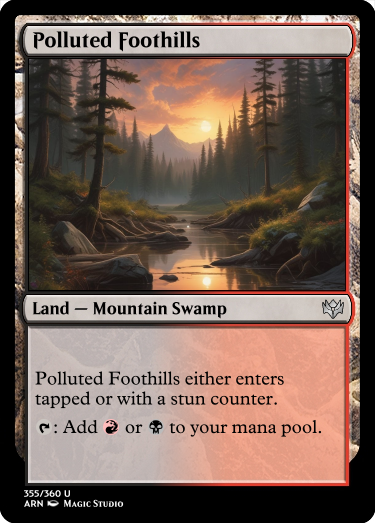 Polluted Foothills
Land — Mountain Swamp
Polluted Foothills either enters
tapped or with a stun counter.
: Add or to your mana pool.
355/360 U
ARN Magic Studio